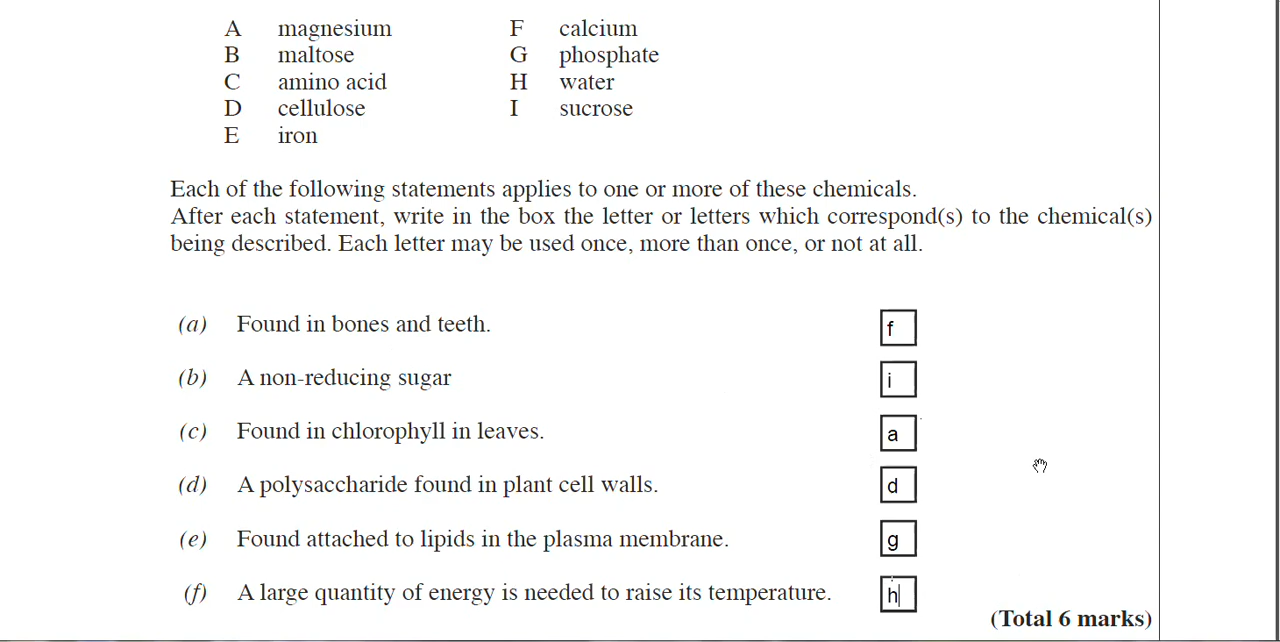 A magnesium F calcium
B maltose G phosphate
C amino acid H water
D cellulose I sucrose
E iron
Each of the following statements applies to one or more of these chemicals.
After each statement, write in the box the letter or letters which correspond(s) to the chemical(s)
being described. Each letter may be used once, more than once, or not at all.
(a) Found in bones and teeth. f
(b) A non-reducing sugar i
(c) Found in chlorophyll in leaves. a
(d) A polysaccharide found in plant cell walls. d
(e) Found attached to lipids in the plasma membrane. g
(f) A large quantity of energy is needed to raise its temperature. h
(Total 6 marks)